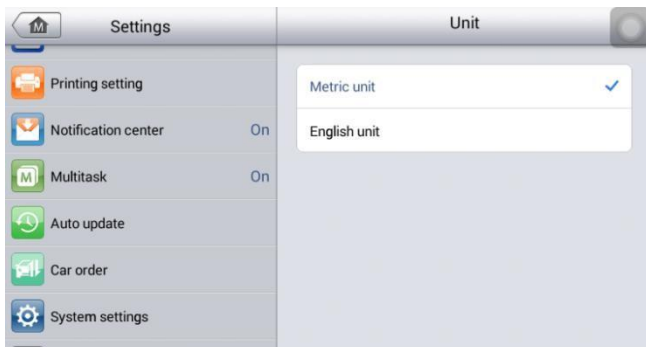 M
Settings
Unit
Printing setting
Notification center On
M
Multitask On
Auto update
Car order
System settings
Metric unit
English unit